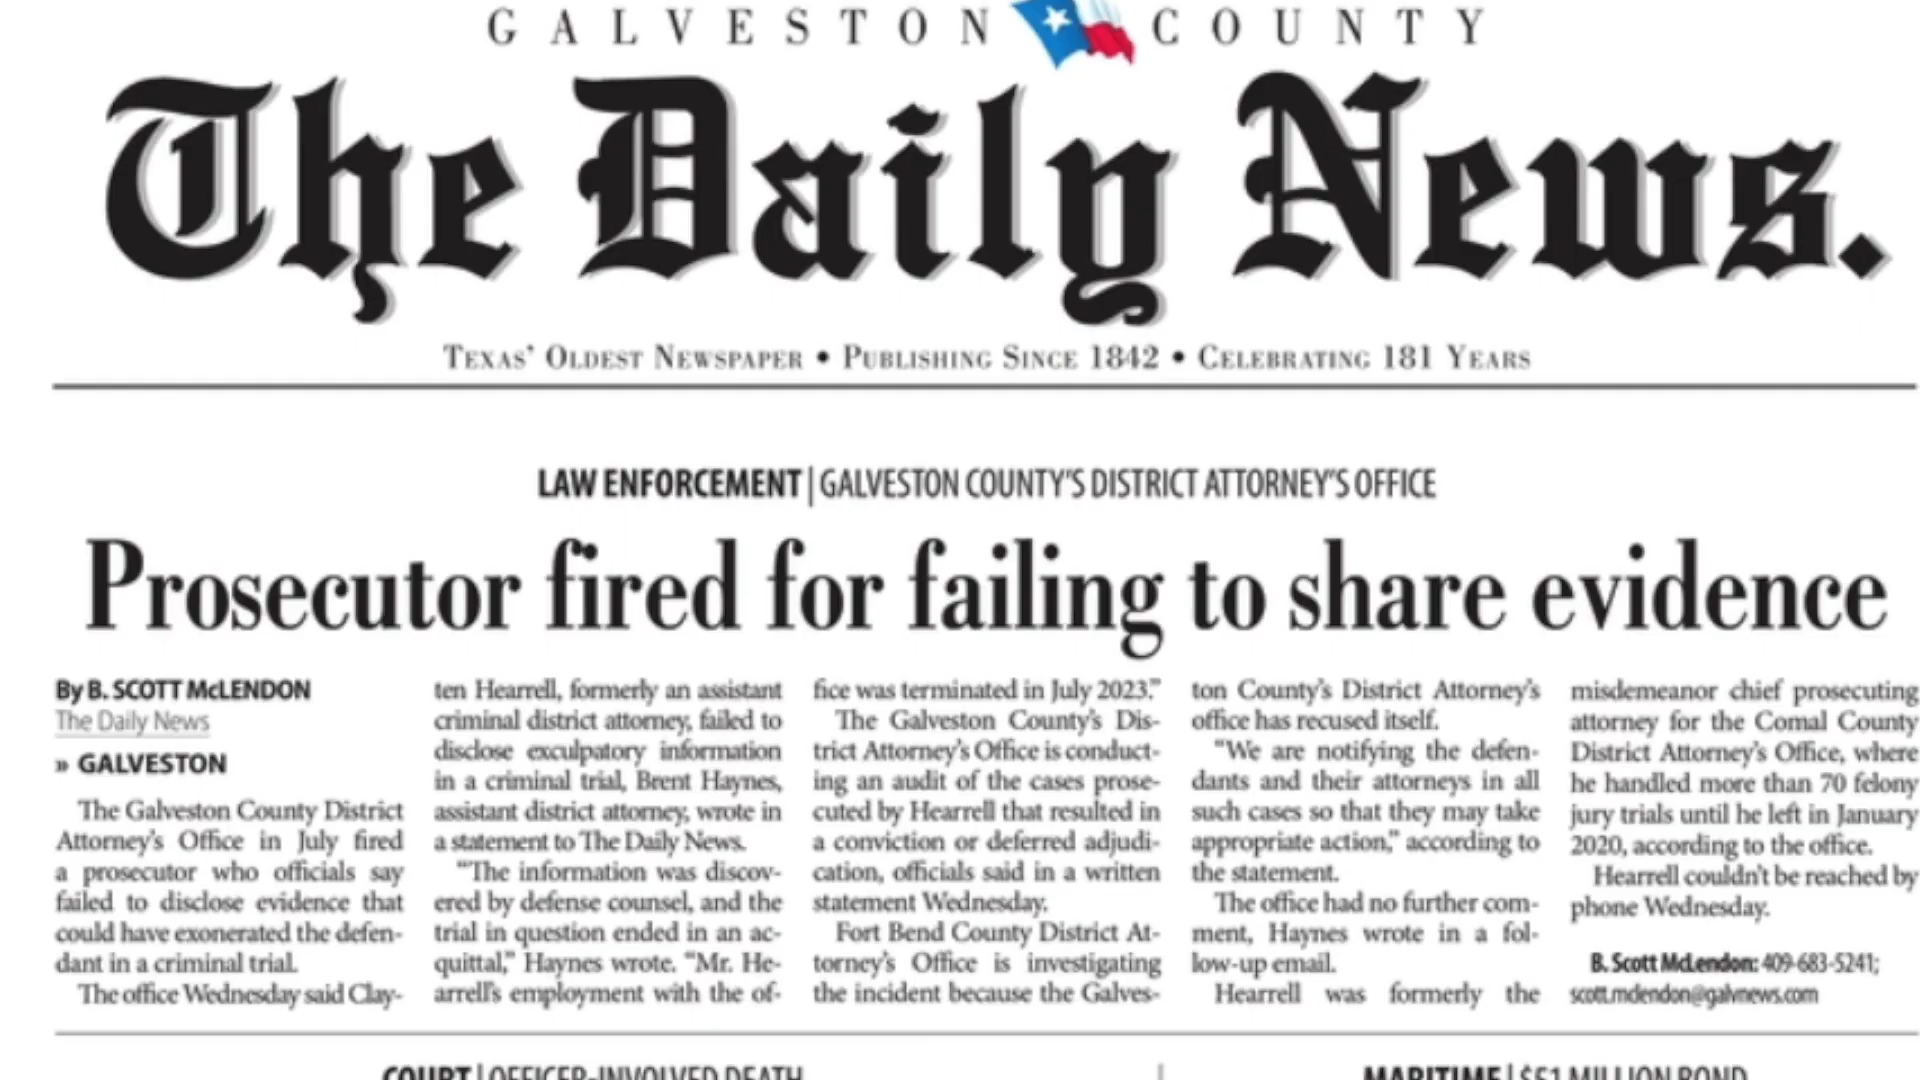 GALVESTON COUNTY
The Daily News.
TEXAS' OLDEST NEWSPAPER • PUBLISHING SINCE 1842 • CELEBRATING 181 YEARS
LAW ENFORCEMENT | GALVESTON COUNTY'S DISTRICT ATTORNEY'S OFFICE
Prosecutor fired for failing to share evidence
By B. SCOTT McLENDON
The Daily News
» GALVESTON
The Galveston County District
Attorney's Office in July fired
a prosecutor who officials say
failed to disclose evidence that
could have exonerated the defen-
dant in a criminal trial.
The office Wednesday said Clay-
ten Hearrell, formerly an assistant
criminal district attorney, failed to
disclose exculpatory information
in a criminal trial, Brent Haynes,
assistant district attorney, wrote in
a statement to The Daily News.
"The information was discov-
ered by defense counsel, and the
trial in question ended in an ac-
quittal," Haynes wrote. "Mr. He-
arrell's employment with the of-
fice was terminated in July 2023."
The Galveston County's Dis-
trict Attorney's Office is conduct-
ing an audit of the cases prose-
cuted by Hearrell that resulted in
a conviction or deferred adjudi-
cation, officials said in a written
statement Wednesday.
Fort Bend County District At-
torney's Office is investigating
the incident because the Galves-
ton County's District Attorney's
office has recused itself.
"We are notifying the defen-
dants and their attorneys in all
such cases so that they may take
appropriate action," according to
the statement.
The office had no further com-
ment, Haynes wrote in a fol-
low-up email.
Hearrell was formerly the
misdemeanor chief prosecuting
attorney for the Comal County
District Attorney's Office, where
he handled more than 70 felony
jury trials until he left in January
2020, according to the office.
Hearrell couldn't be reached by
phone Wednesday.
B. Scott McLendon: 409-683-5241;
scott.mclendon@galvnews.com
COURT | OFFICER-INVOLVED DEATH
MARITIME | $51 MILLION BOND